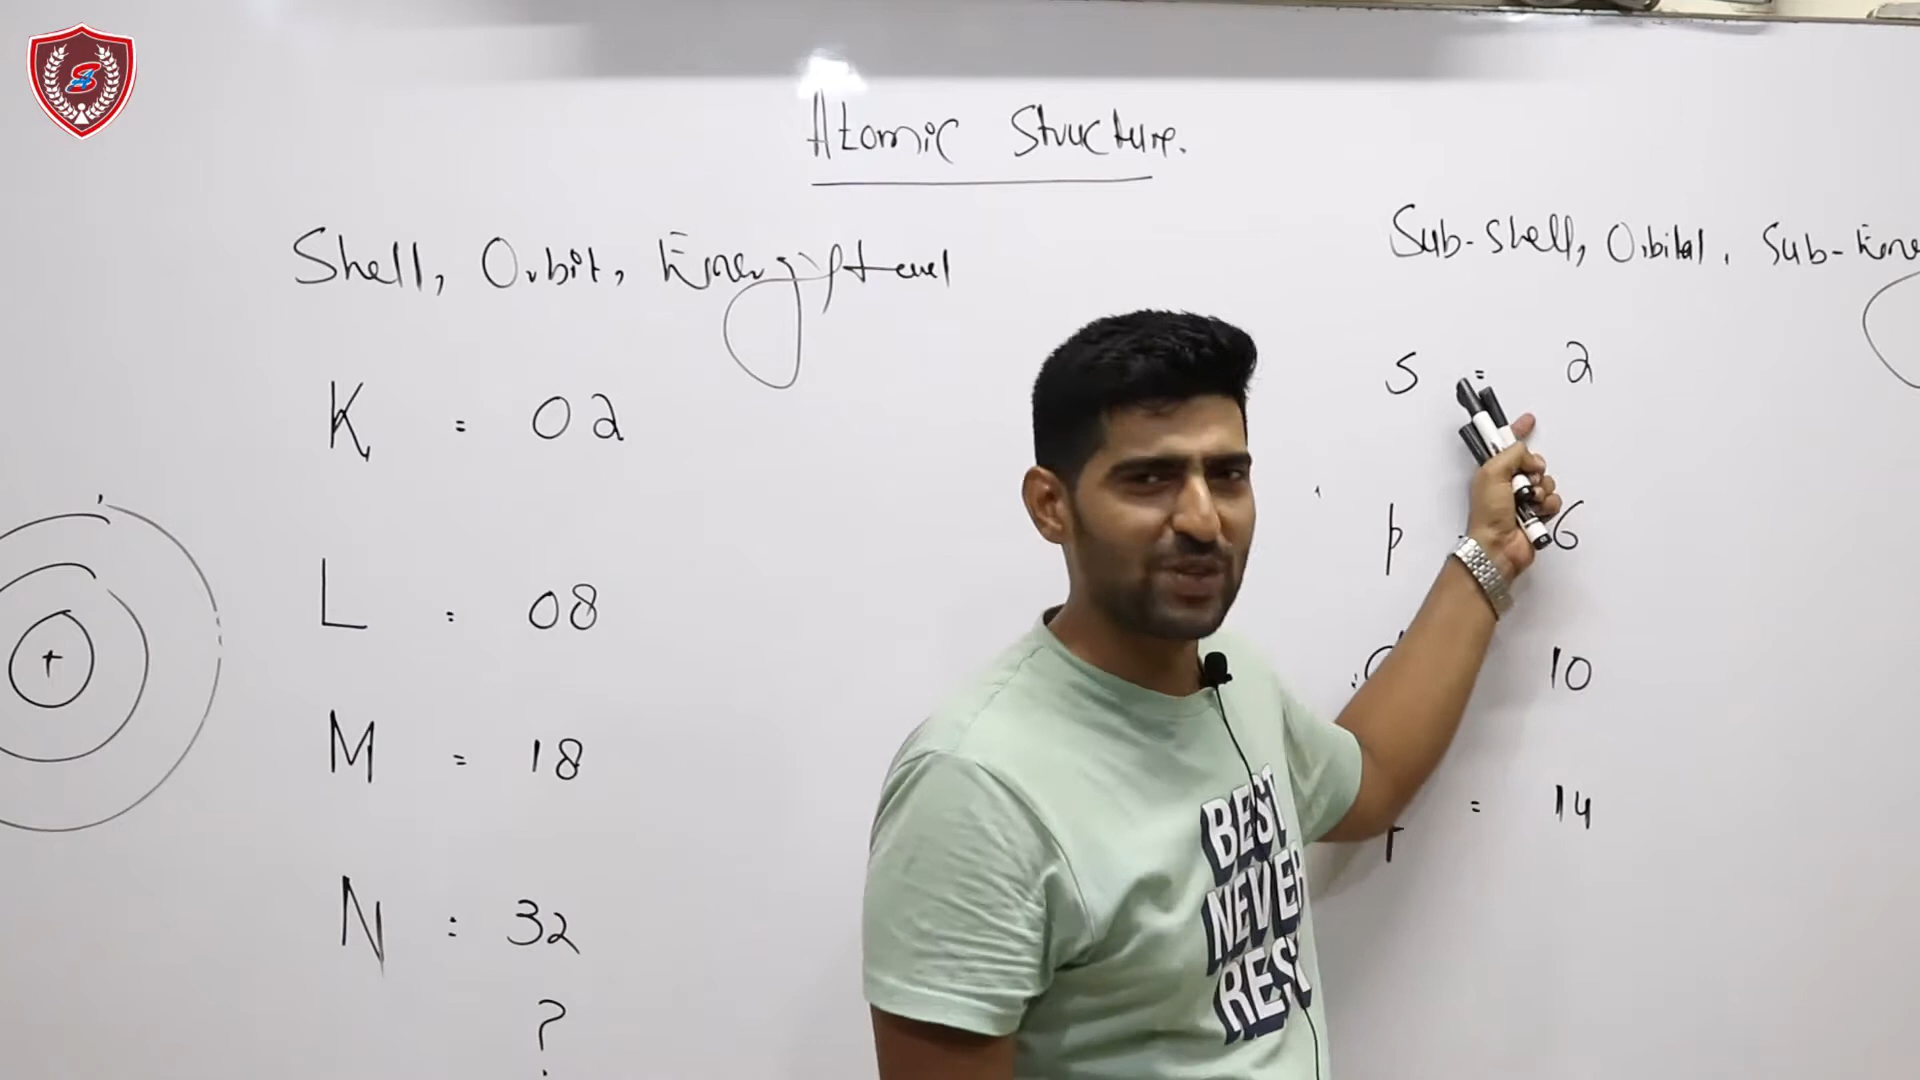 Atomic Structure.
Shell, Orbit, Energy Level
K = 02
L = 08
M = 18
N = 32
?
+
Sub-shell, Orbital, Sub-Ene
S = 2
p 6
10
= 14
BEST
NEVER
REST